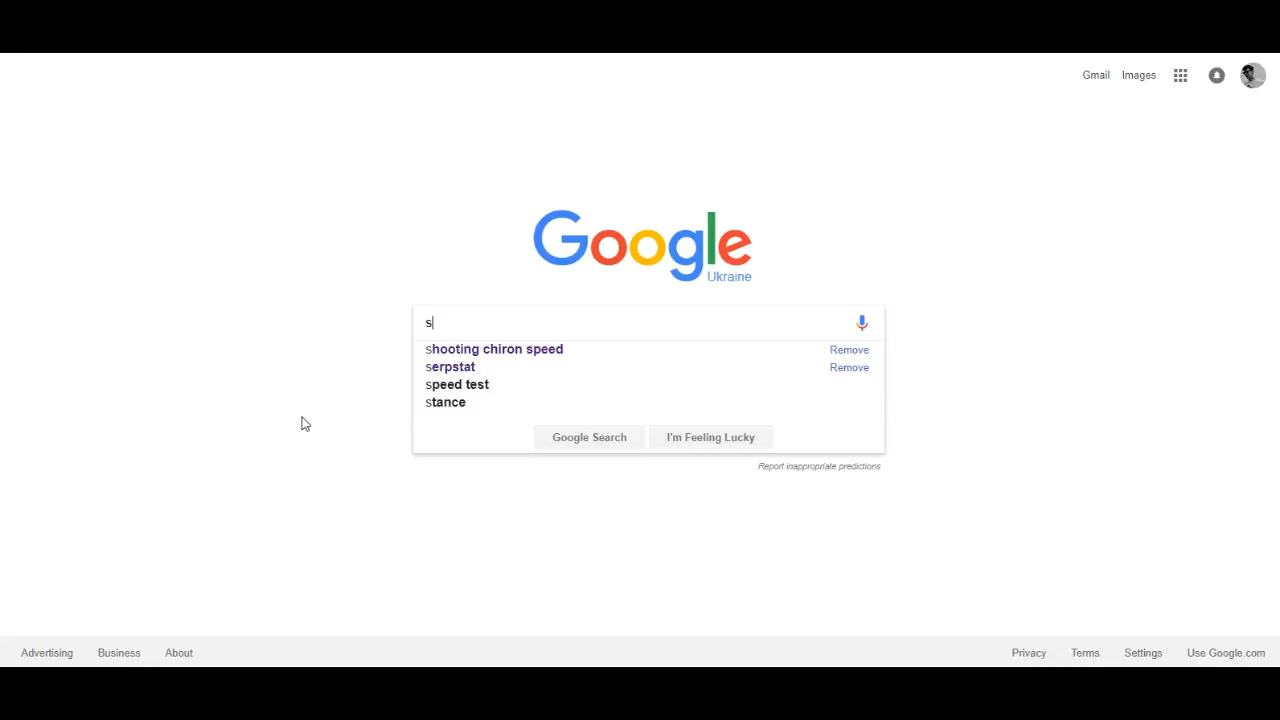 Gmail Images
Google
Ukraine
s
shooting chiron speed Remove
serpstat Remove
speed test
stance
Google Search I'm Feeling Lucky
Report inappropriate predictions
Advertising Business About Privacy Terms Settings Use Google.com